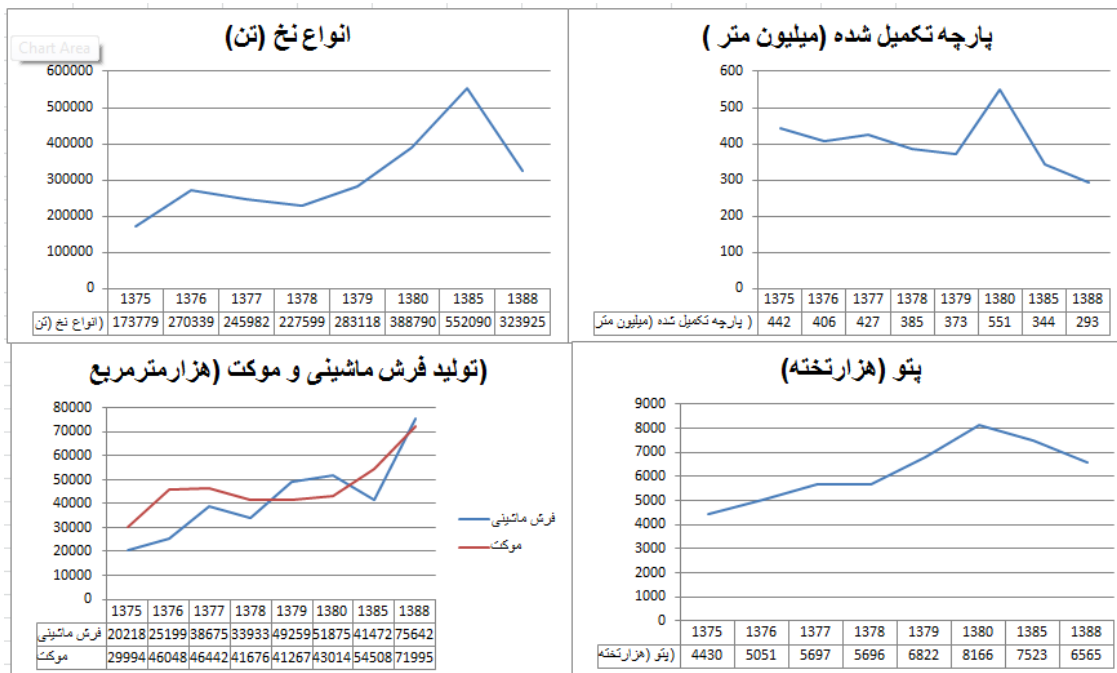 Chart Area
انواع نخ (تن)
600000
500000
400000
300000
200000
100000
0
1375 1376 1377 1378 1379 1380 1385 1388
انواع نخ (تن) 173779 270339 245982 227599 283118 388790 552090 323925
پارچه تکمیل شده (میلیون متر )
600
500
400
300
200
100
0
1375 1376 1377 1378 1379 1380 1385 1388
پارچه تکمیل شده (میلیون متر ) 442 406 427 385 373 551 344 293
تولید فرش ماشینی و موکت (هزارمترمربع)
80000
70000
60000
50000
40000
30000
20000
10000
0
1375 1376 1377 1378 1379 1380 1385 1388
فرش ماشینی 20218 25199 38675 33933 49259 51875 41472 75642
موکت 29994 46048 46442 41676 41267 43014 54508 71995
فرش ماشینی
موکت
پتو (هزارتخته)
9000
8000
7000
6000
5000
4000
3000
2000
1000
0
1375 1376 1377 1378 1379 1380 1385 1388
پتو (هزارتخته) 4430 5051 5697 5696 6822 8166 7523 6565